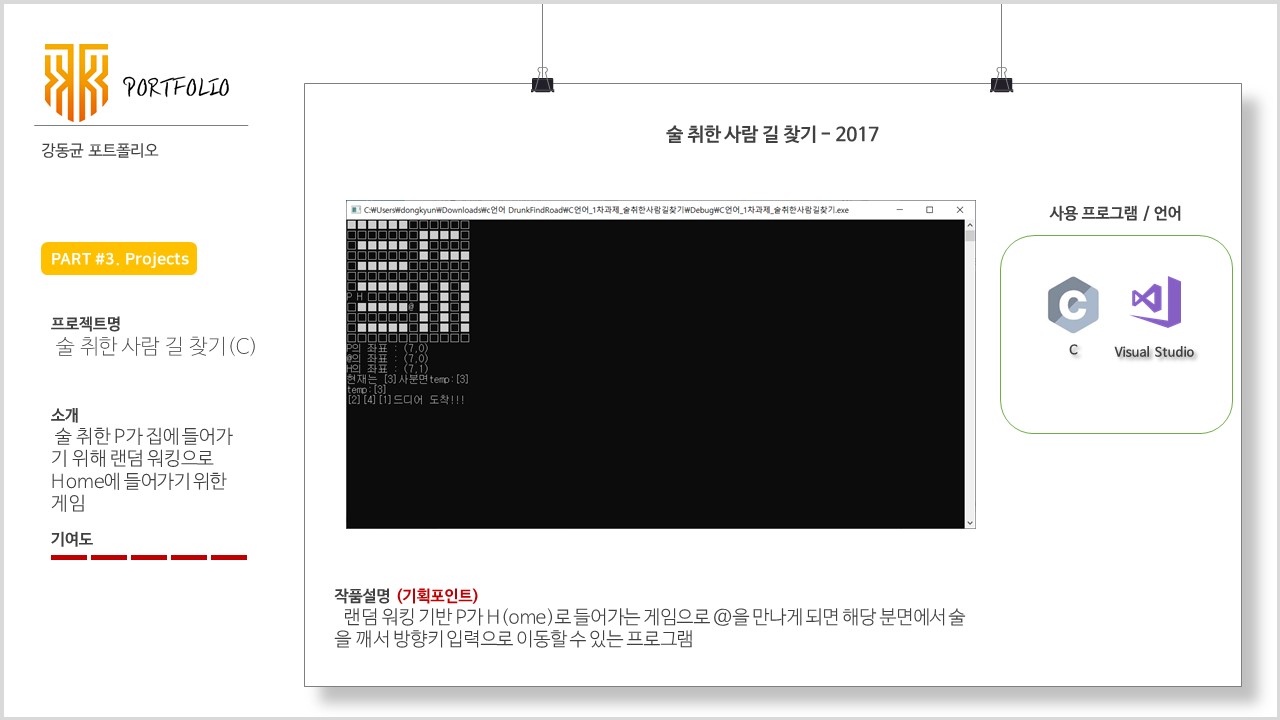 PORTFOLIO
강동균 포트폴리오
PART #3. Projects
프로젝트명
술 취한 사람 길 찾기(C)
소개
술 취한 P가 집에 들어가
기 위해 랜덤 워킹으로
Home에 들어가기 위한
게임
기여도
술 취한 사람 길 찾기 – 2017
C:₩Users₩dongkyun₩Downloads₩c언어 DrunkFindRoad₩C언어_1차과제_술취한사람길찾기₩Debug₩C언어_1차과제_술취한사람길찾기.exe
P H
@
P의 좌표 : (7,0)
@의 좌표 : (7,0)
H의 좌표 : (7,1)
현재는 [3]사분면temp:[3]
temp:[3]
[2][4][1]드디어 도착!!!
사용 프로그램 / 언어
C
C
Visual Studio
작품설명 (기획포인트)
랜덤 워킹 기반 P가 H(ome)로 들어가는 게임으로 @을 만나게 되면 해당 분면에서 술
을 깨서 방향키 입력으로 이동할 수 있는 프로그램